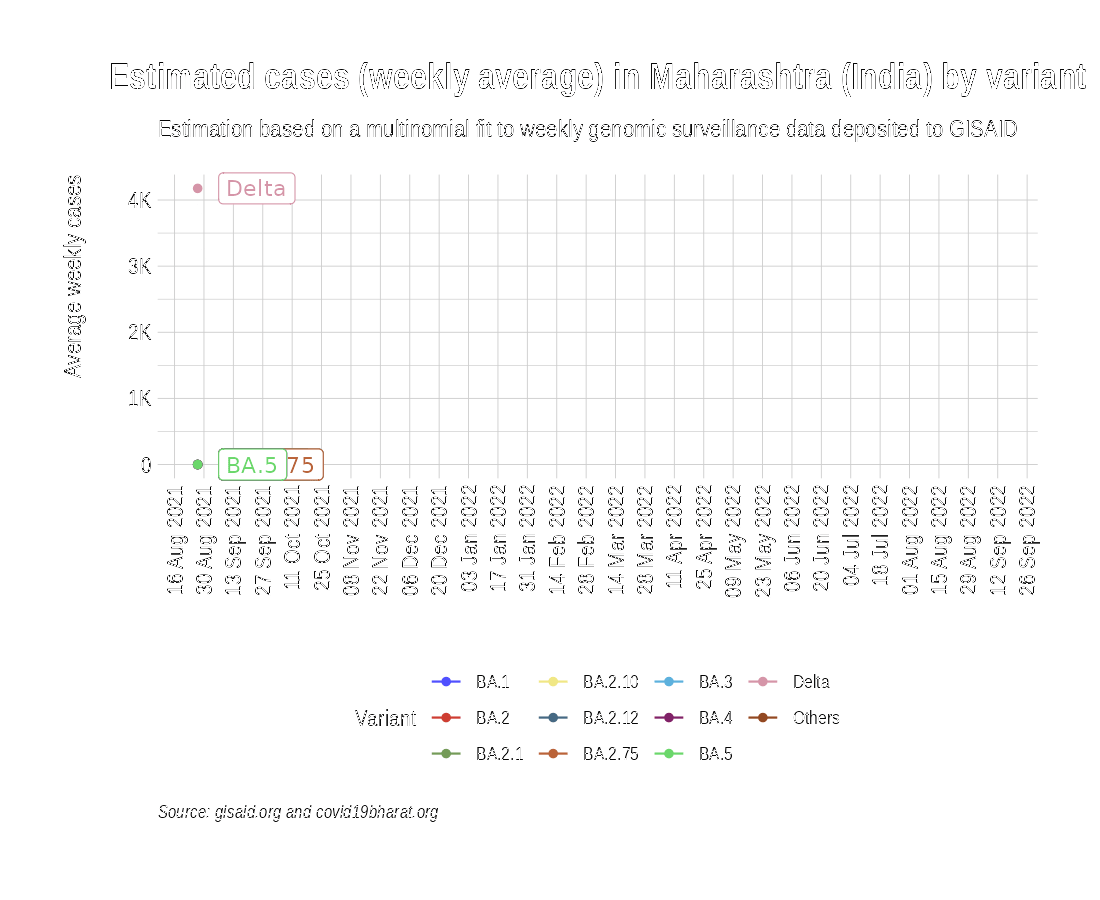 Estimated cases (weekly average) in Maharashtra (India) by variant
Estimation based on a multinomial fit to weekly genomic surveillance data deposited to GISAID
Average weekly cases
4K
3K
2K
1K
0
Delta
BA.5
75
16 Aug 2021
30 Aug 2021
13 Sep 2021
27 Sep 2021
11 Oct 2021
25 Oct 2021
08 Nov 2021
22 Nov 2021
06 Dec 2021
20 Dec 2021
03 Jan 2022
17 Jan 2022
31 Jan 2022
14 Feb 2022
28 Feb 2022
14 Mar 2022
28 Mar 2022
11 Apr 2022
25 Apr 2022
09 May 2022
23 May 2022
06 Jun 2022
20 Jun 2022
04 Jul 2022
18 Jul 2022
01 Aug 2022
15 Aug 2022
29 Aug 2022
12 Sep 2022
26 Sep 2022
Variant
BA.1
BA.2
BA.2.1
BA.2.10
BA.2.12
BA.2.75
BA.3
BA.4
BA.5
Delta
Others
Source: gisaid.org and covid19bharat.org